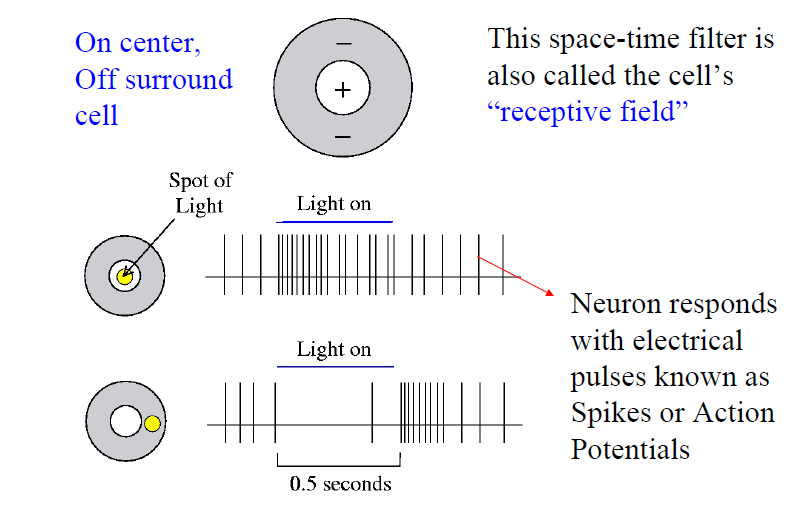 On center,
Off surround
cell
−
+
−
This space-time filter is
also called the cell’s
“receptive field”
Spot of
Light
Light on
Neuron responds
with electrical
pulses known as
Spikes or Action
Potentials
Light on
0.5 seconds